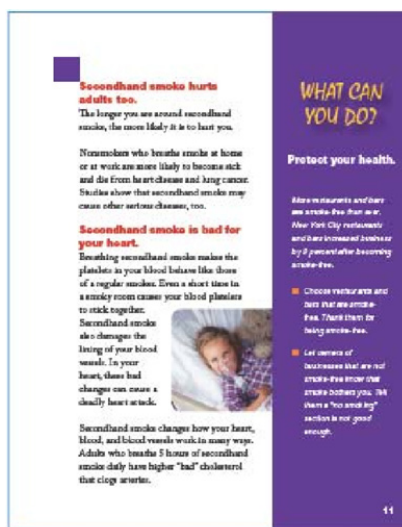 Secondhand smoke hurts
adults too.
The longer you are around secondhand
smoke, the more likely it is to hurt you.
Nonsmokers who breathe smoke at home
or at work are more likely to become sick
and die from heart disease and lung cancer.
Studies show that secondhand smoke may
cause other serious diseases, too.
Secondhand smoke is bad for
your heart.
Breathing secondhand smoke makes the
platelets in your blood behave like those
of a regular smoker. Even a short time in
a smoky room causes your blood platelets
to stick together.
Secondhand smoke
also damages the
lining of your blood
vessels. In your
heart, these bad
changes can cause a
deadly heart attack.
Secondhand smoke changes how your heart,
blood, and blood vessels work in many ways.
Adults who breathe 5 hours of secondhand
smoke daily have higher "bad" cholesterol
that clogs arteries.
WHAT CAN
YOU DO?
Protect your health.
More restaurants and bars
are smoke-free than ever.
New York City restaurants
and bars increased business
by 9 percent after becoming
smoke-free.
Choose restaurants and
bars that are smoke-
free. Thank them for
being smoke-free.
Let owners of
businesses that are not
smoke-free know that
smoke bothers you. Tell
them a "no smoking"
section is not good
enough.
11